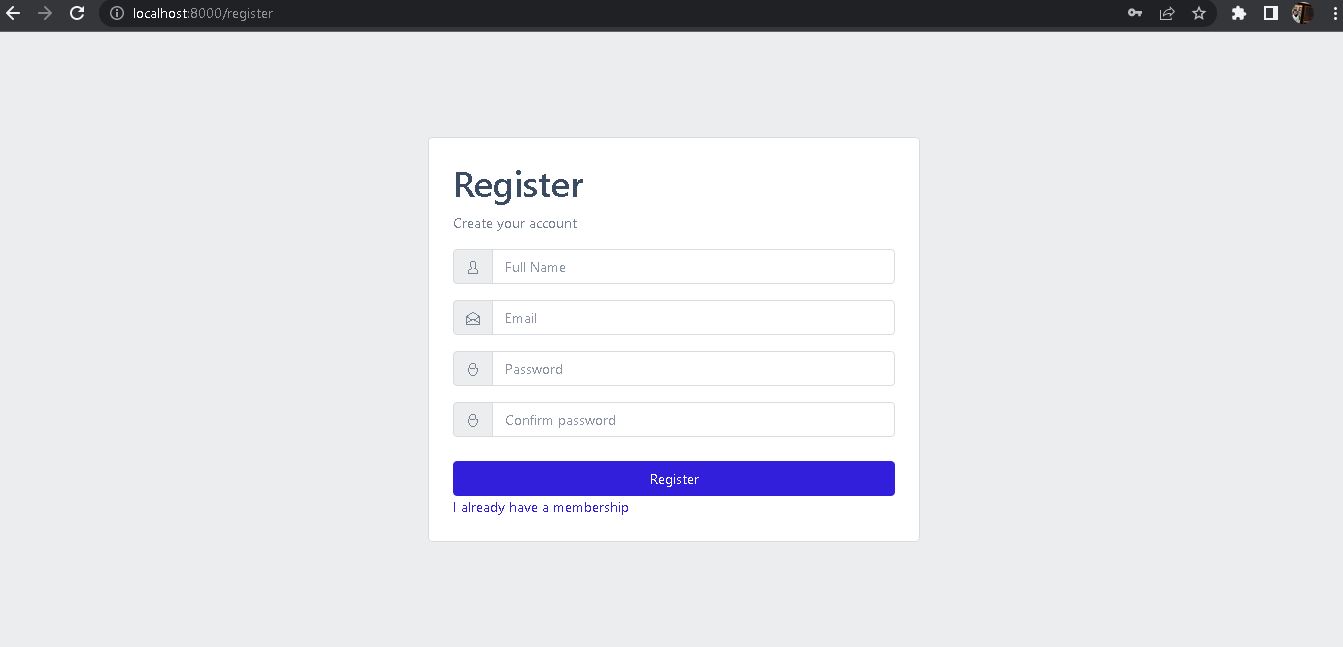 localhost:8000/register
Register
Create your account
Full Name
Email
Password
Confirm password
Register
I already have a membership